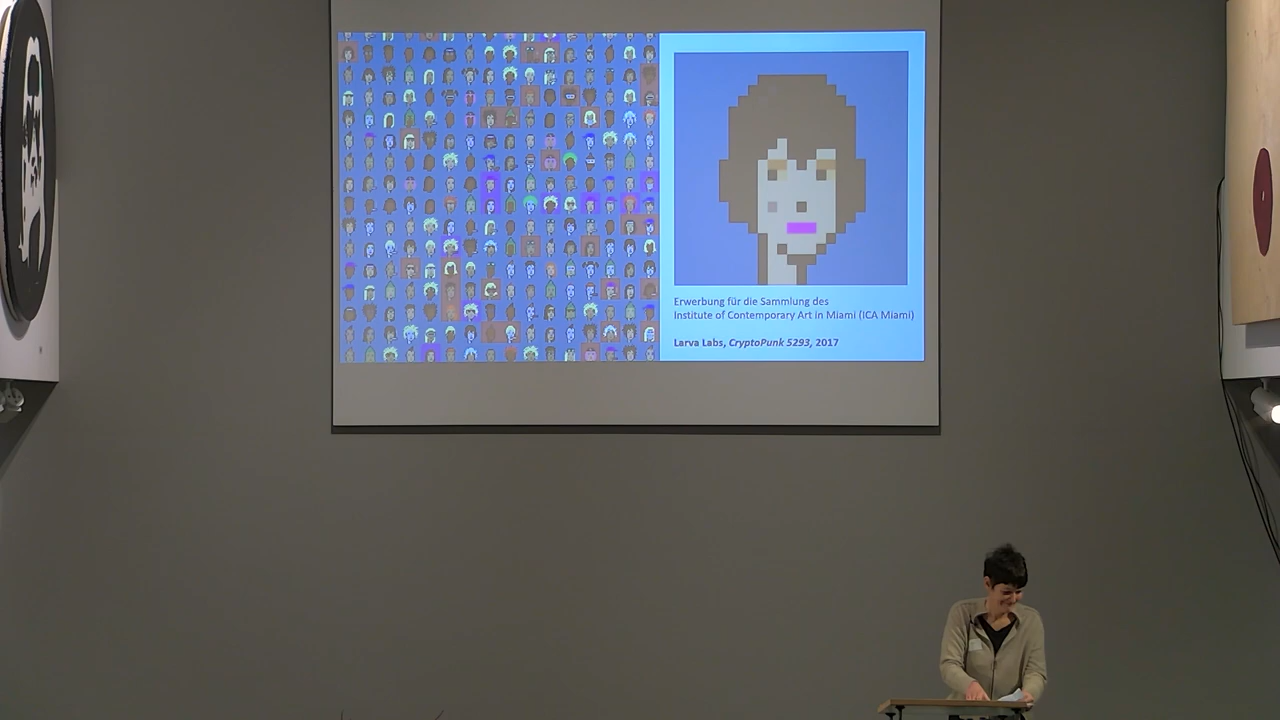 Erwerbung für die Sammlung des
Institute of Contemporary Art in Miami (ICA Miami)
Larva Labs, CryptoPunk 5293, 2017